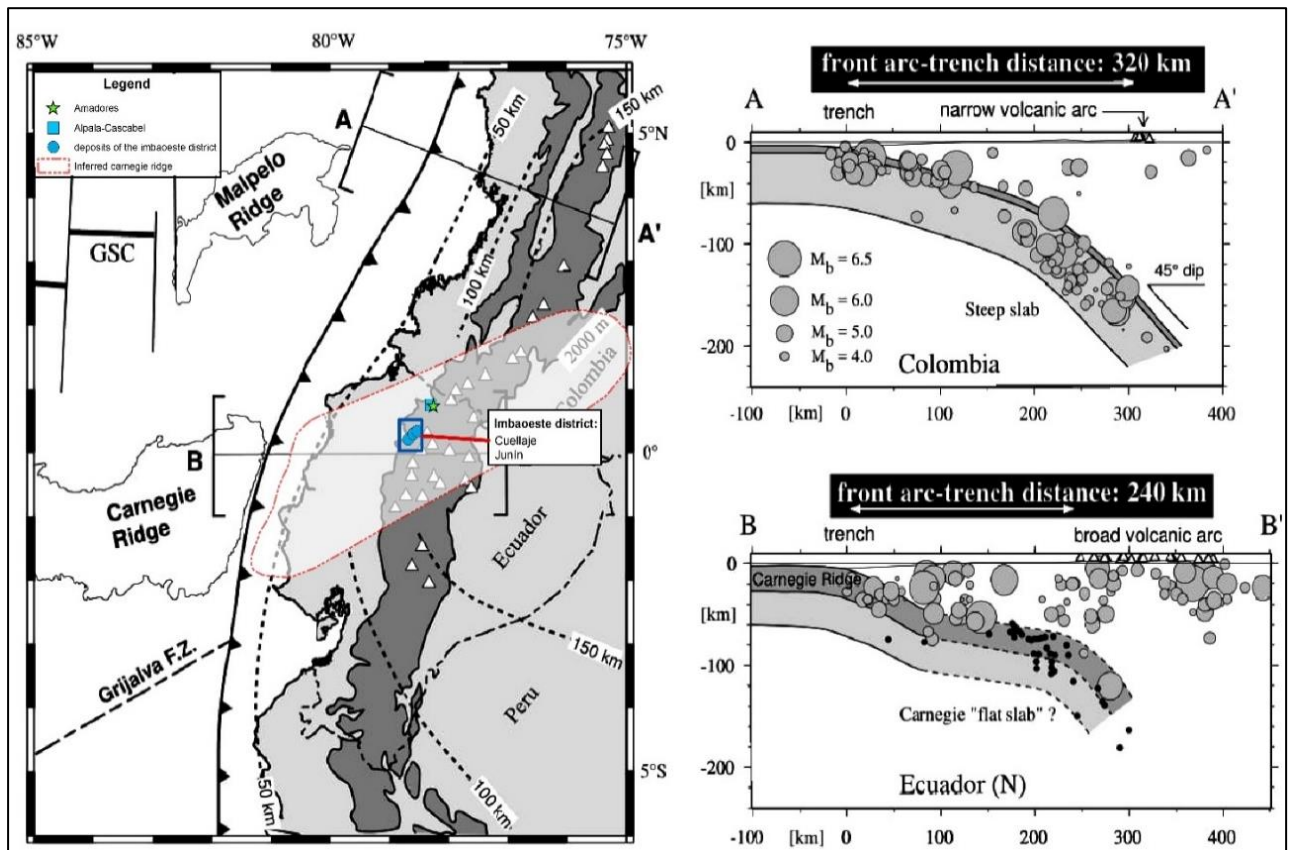 85°W
80°W
75°W
Legend
Amadores
Alpala-Cascabel
deposits of the imbaoeste district
Inferred carnegie ridge
150 km
50 km
A
5°N
Malpelo
Ridge
GSC
100 km
A'
2000 m
Colombia
Imbaoeste district:
Cuellaje
Junin
B
0°
Carnegie
Ridge
Ecuador
150 km
Grijalva F.Z.
Peru
5°S
50 km
100 km
front arc-trench distance: 320 km
A
trench
narrow volcanic arc
A'
0
[km]
-100
-200
M_b = 6.5
M_b = 6.0
M_b = 5.0
M_b = 4.0
45° dip
Steep slab
Colombia
-100 [km] 0 100 200 300 400
front arc-trench distance: 240 km
B
trench
broad volcanic arc
B'
0
Carnegie Ridge
[km]
-100
Carnegie "flat slab" ?
-200
Ecuador (N)
-100 [km] 0 100 200 300 400